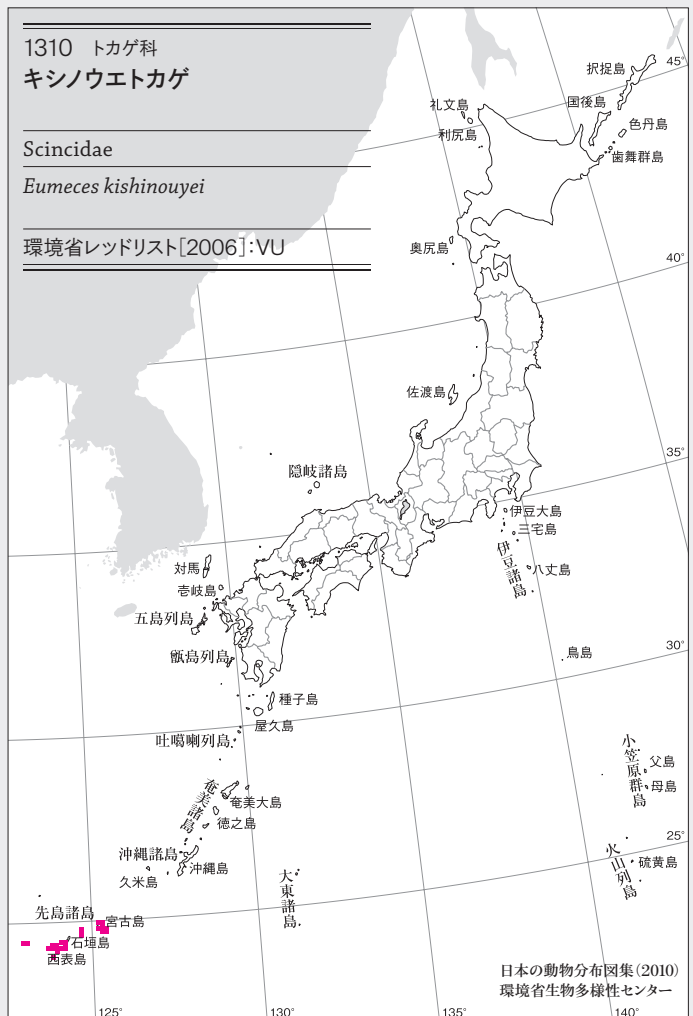 1310 トカゲ科
キシノウエトカゲ
Scincidae
Eumeces kishinouyei
環境省レッドリスト[2006]:VU
45°
択捉島
国後島
礼文島
色丹島
利尻島
歯舞群島
奥尻島
40°
佐渡島
35°
隠岐諸島
伊豆大島
三宅島
伊豆諸島
八丈島
対馬
壱岐島
五島列島
甑島列島
鳥島
30°
種子島
屋久島
吐噶喇列島
小笠原群島
父島
母島
奄美諸島
奄美大島
徳之島
25°
沖縄諸島
沖縄島
久米島
大東諸島
火山列島
硫黄島
先島諸島
宮古島
石垣島
西表島
日本の動物分布図集(2010)
環境省生物多様性センター
125°
130°
135°
140°